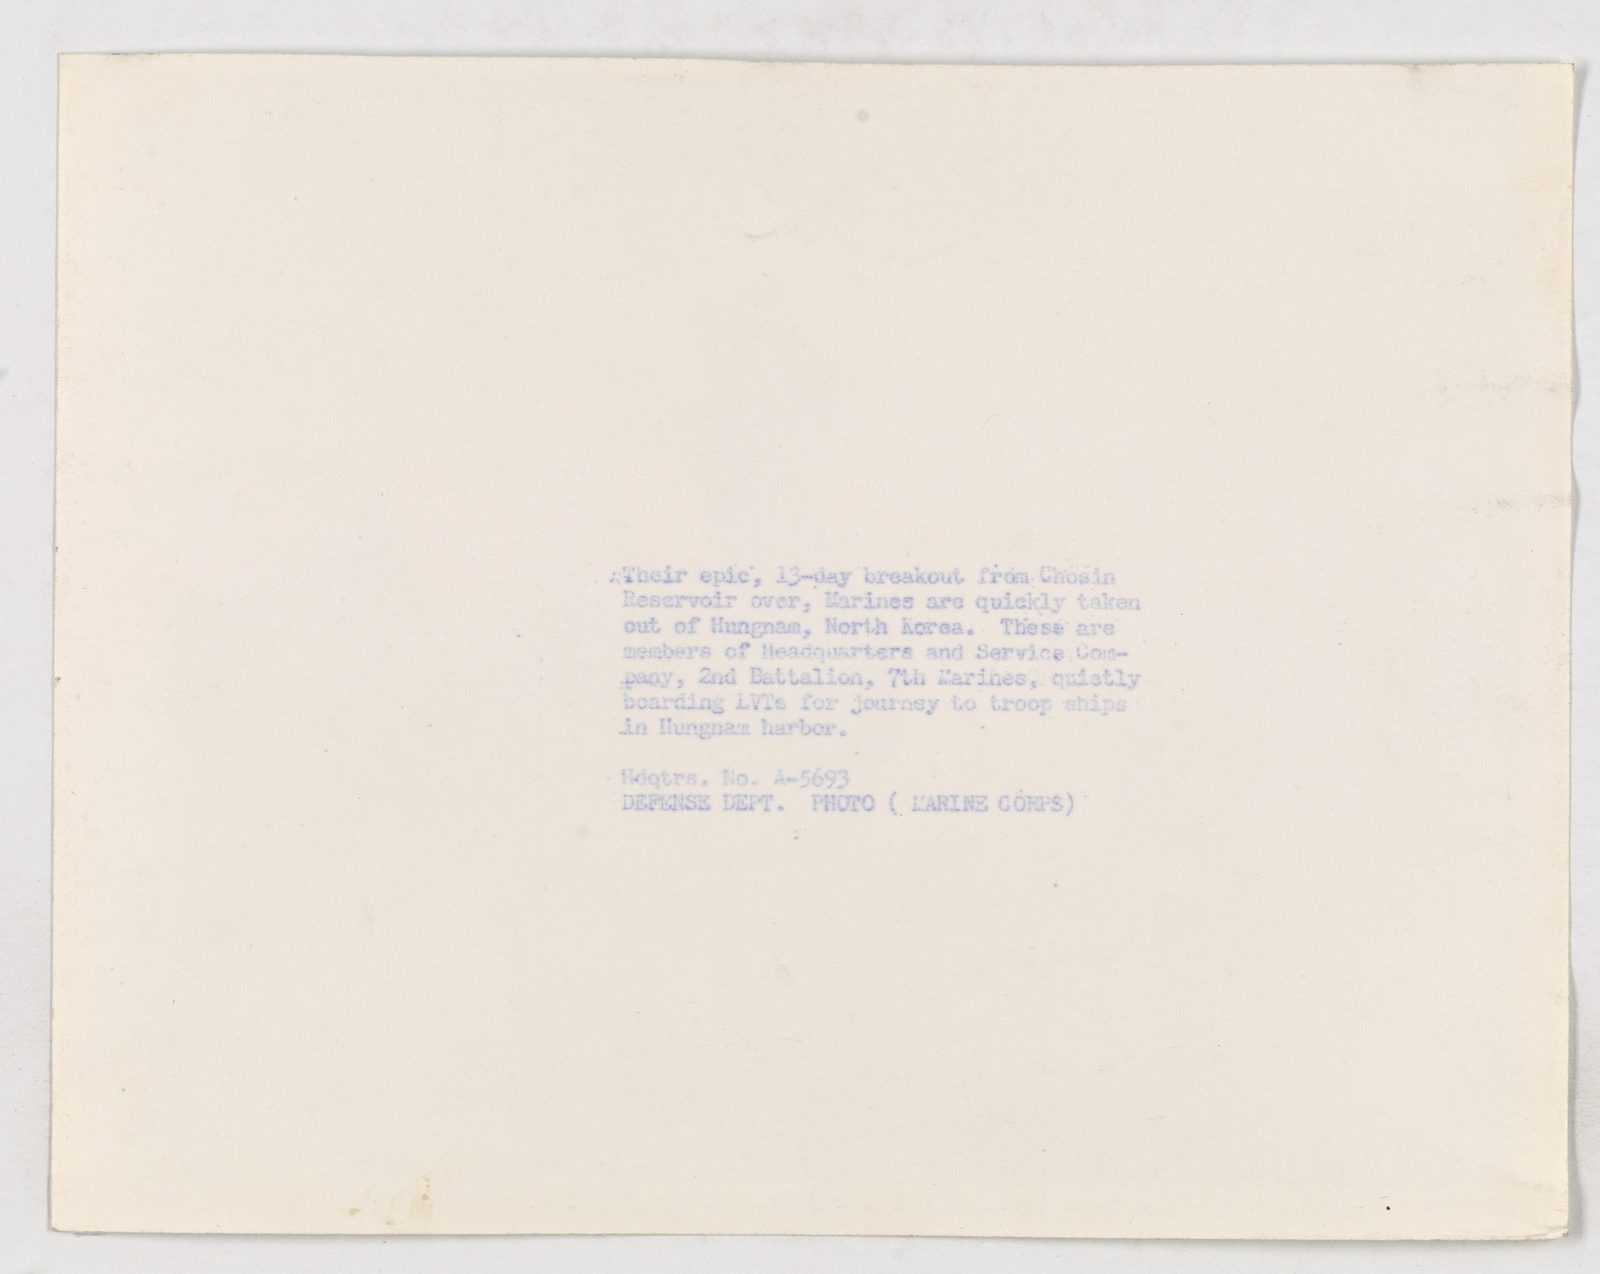 Their epic, 13-day breakout from Chosin
Reservoir over, Marines are quickly taken
out of Hungnam, North Korea. These are
members of Headquarters and Service Com-
pany, 2nd Battalion, 7th Marines, quietly
boarding LVTs for journey to troop ships
in Hungnam harbor.
Hdqtrs. No. A-5693
DEFENSE DEPT. PHOTO ( MARINE CORPS)